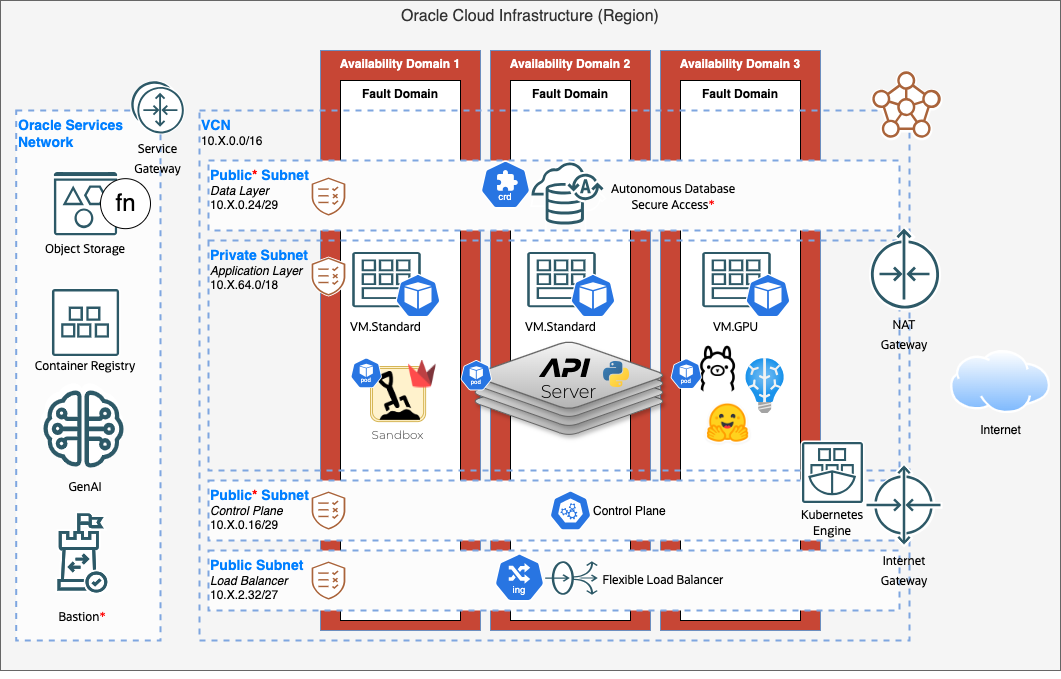 Oracle Cloud Infrastructure (Region)
Availability Domain 1
Availability Domain 2
Availability Domain 3
Fault Domain
Fault Domain
Fault Domain
Oracle Services
Network
Service
Gateway
fn
Object Storage
Container Registry
GenAI
Bastion*
VCN
10.X.0.0/16
Public* Subnet
Data Layer
10.X.0.24/29
crd
A
Autonomous Database
Secure Access*
Private Subnet
Application Layer
10.X.64.0/18
VM.Standard
VM.Standard
VM.GPU
pod
Sandbox
pod
API
Server
pod
Public* Subnet
Control Plane
10.X.0.16/29
Control Plane
Kubernetes
Engine
Public Subnet
Load Balancer
10.X.2.32/27
ing
Flexible Load Balancer
NAT
Gateway
Internet
Internet
Gateway